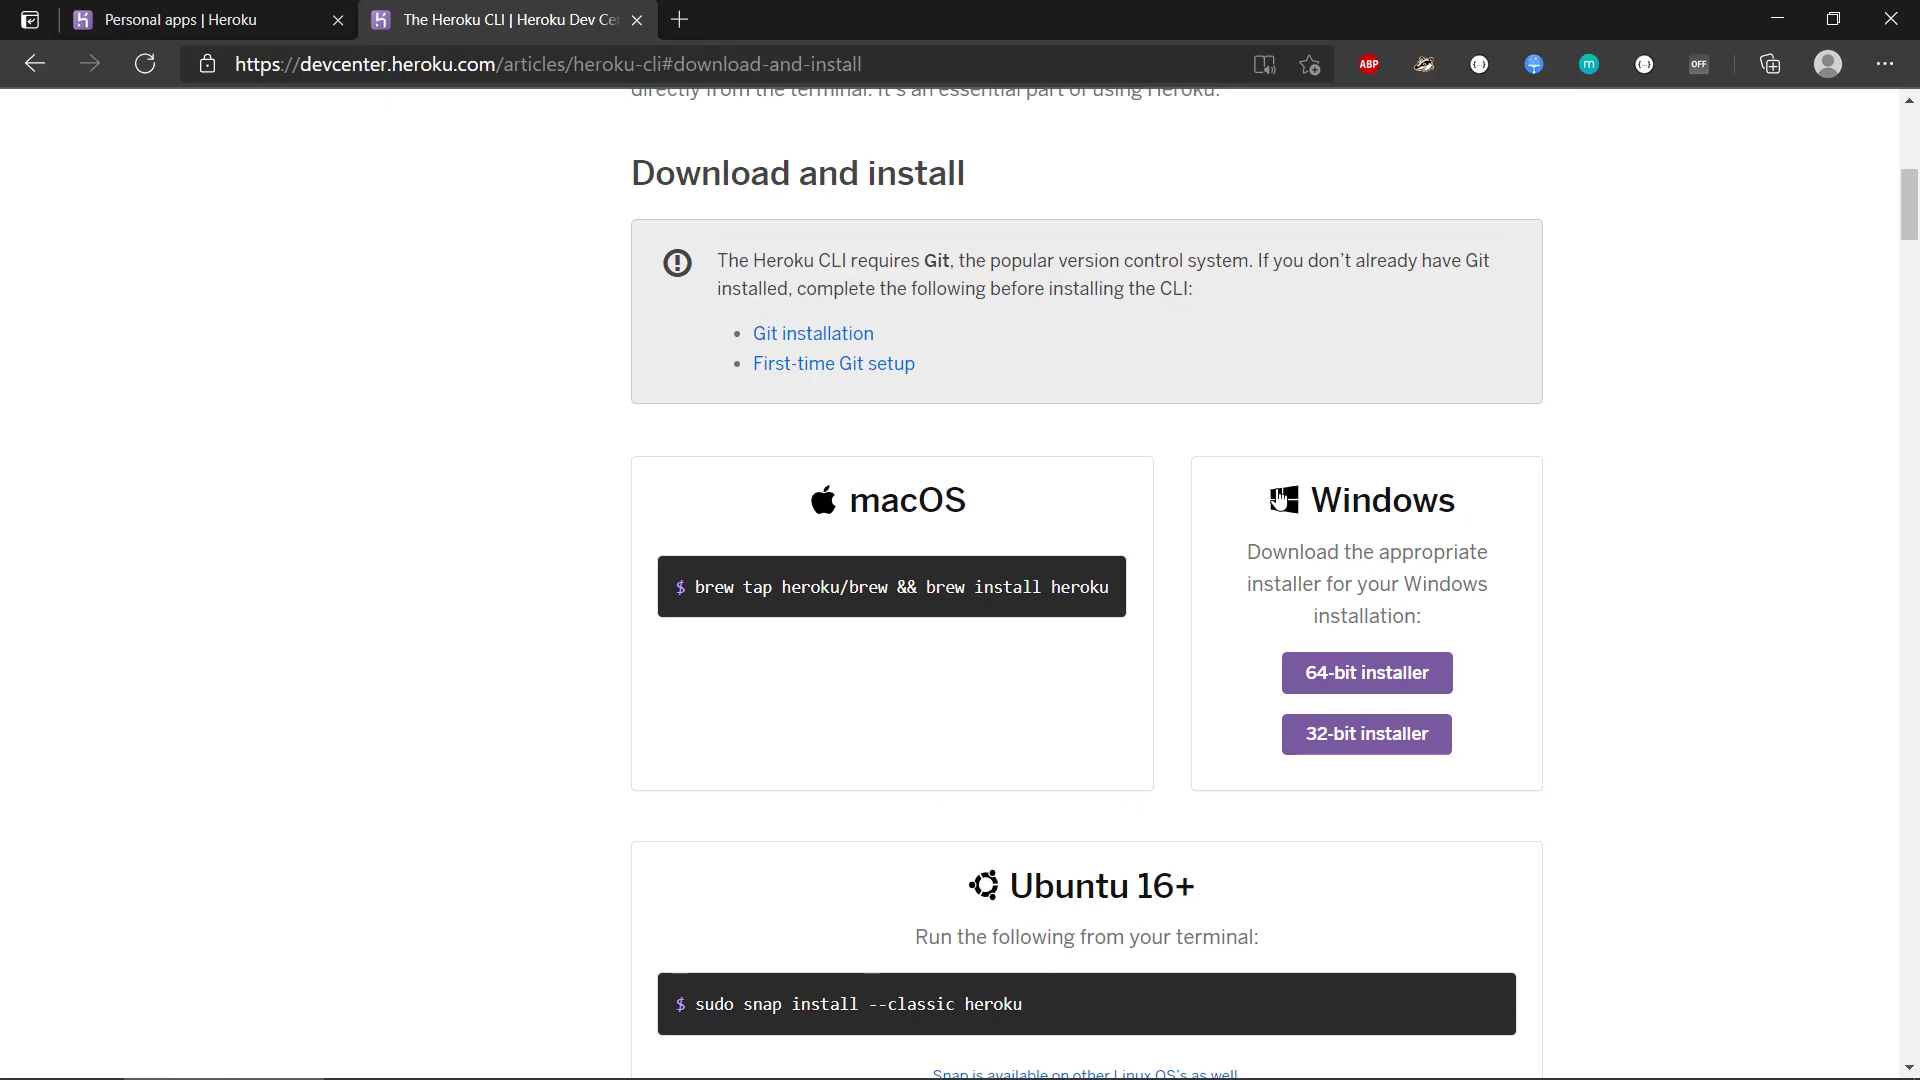 Personal apps | Heroku
The Heroku CLI | Heroku Dev Ce
https://devcenter.heroku.com/articles/heroku-cli#download-and-install
ABP
m
OFF
directly from the terminal. It's an essential part of using Heroku.
Download and install
The Heroku CLI requires Git, the popular version control system. If you don’t already have Git
installed, complete the following before installing the CLI:
• Git installation
• First-time Git setup
macOS
$ brew tap heroku/brew && brew install heroku
Windows
Download the appropriate
installer for your Windows
installation:
64-bit installer
32-bit installer
Ubuntu 16+
Run the following from your terminal:
$ sudo snap install --classic heroku
Snap is available on other Linux OS's as well